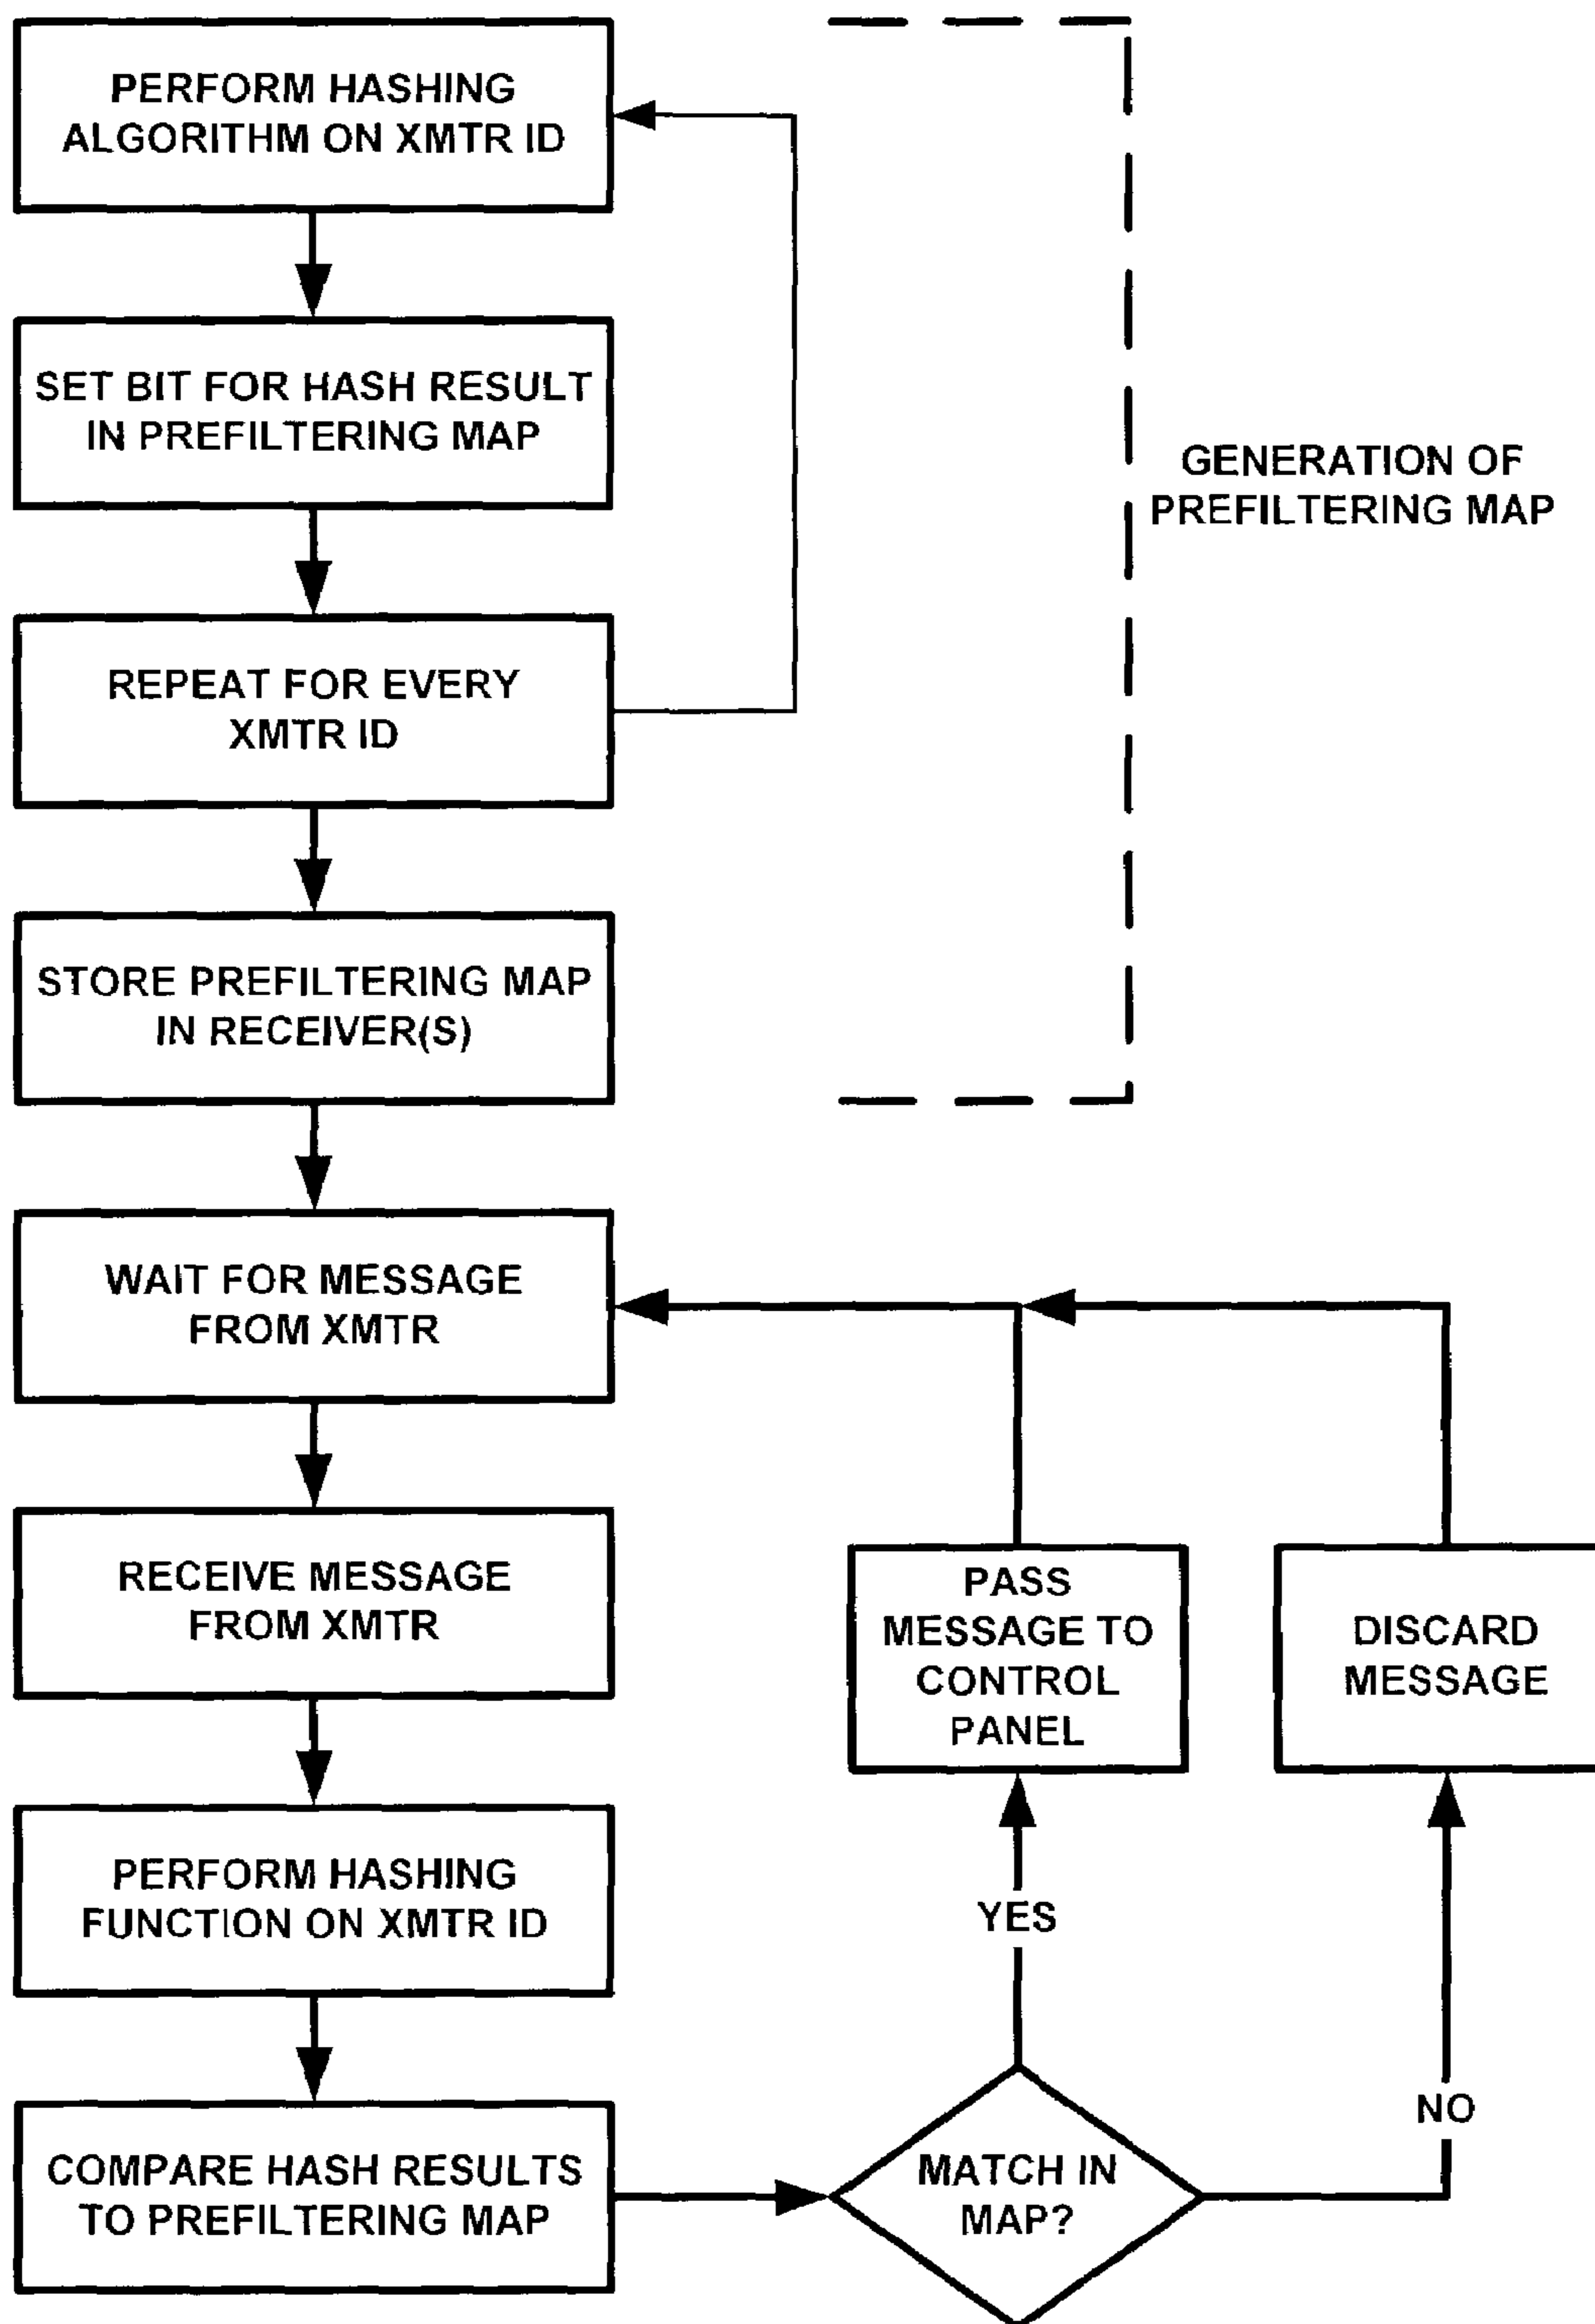 PERFORM HASHING
ALGORITHM ON XMTR ID
SET BIT FOR HASH RESULT
IN PREFILTERING MAP
GENERATION OF
PREFILTERING MAP
REPEAT FOR EVERY
XMTR ID
STORE PREFILTERING MAP
IN RECEIVER(S)
WAIT FOR MESSAGE
FROM XMTR
RECEIVE MESSAGE
FROM XMTR
PASS
MESSAGE TO
CONTROL
PANEL
DISCARD
MESSAGE
PERFORM HASHING
FUNCTION ON XMTR ID
YES
NO
COMPARE HASH RESULTS
TO PREFILTERING MAP
MATCH IN
MAP?